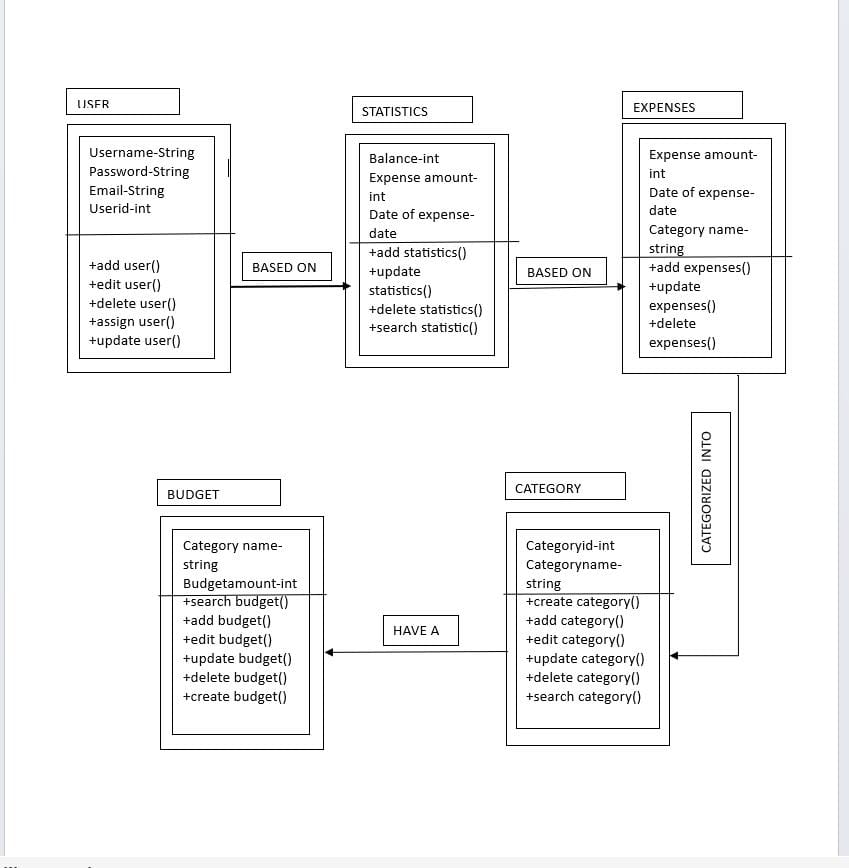 USER
Username-String
Password-String
Email-String
Userid-int
+add user()
+edit user()
+delete user()
+assign user()
+update user()
BASED ON
STATISTICS
Balance-int
Expense amount-
int
Date of expense-
date
+add statistics()
+update
statistics()
+delete statistics()
+search statistic()
BASED ON
EXPENSES
Expense amount-
int
Date of expense-
date
Category name-
string
+add expenses()
+update
expenses()
+delete
expenses()
CATEGORIZED INTO
BUDGET
Category name-
string
Budgetamount-int
+search budget()
+add budget()
+edit budget()
+update budget()
+delete budget()
+create budget()
HAVE A
CATEGORY
Categoryid-int
Categoryname-
string
+create category()
+add category()
+edit category()
+update category()
+delete category()
+search category()